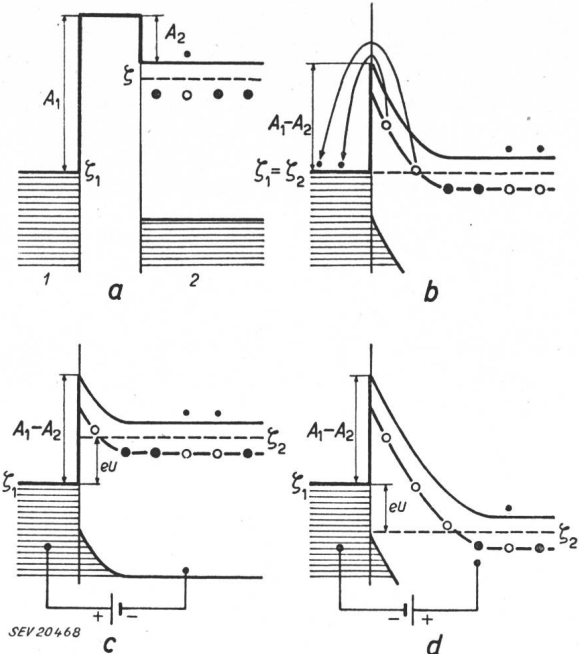 A₁
A₂
ζ
ζ₁
1
2
a
A₁–A₂
ζ₁ = ζ₂
b
A₁–A₂
ζ₁
ζ₂
eU
+ –
SEV 20468
c
A₁–A₂
ζ₁
eU
ζ₂
– +
d